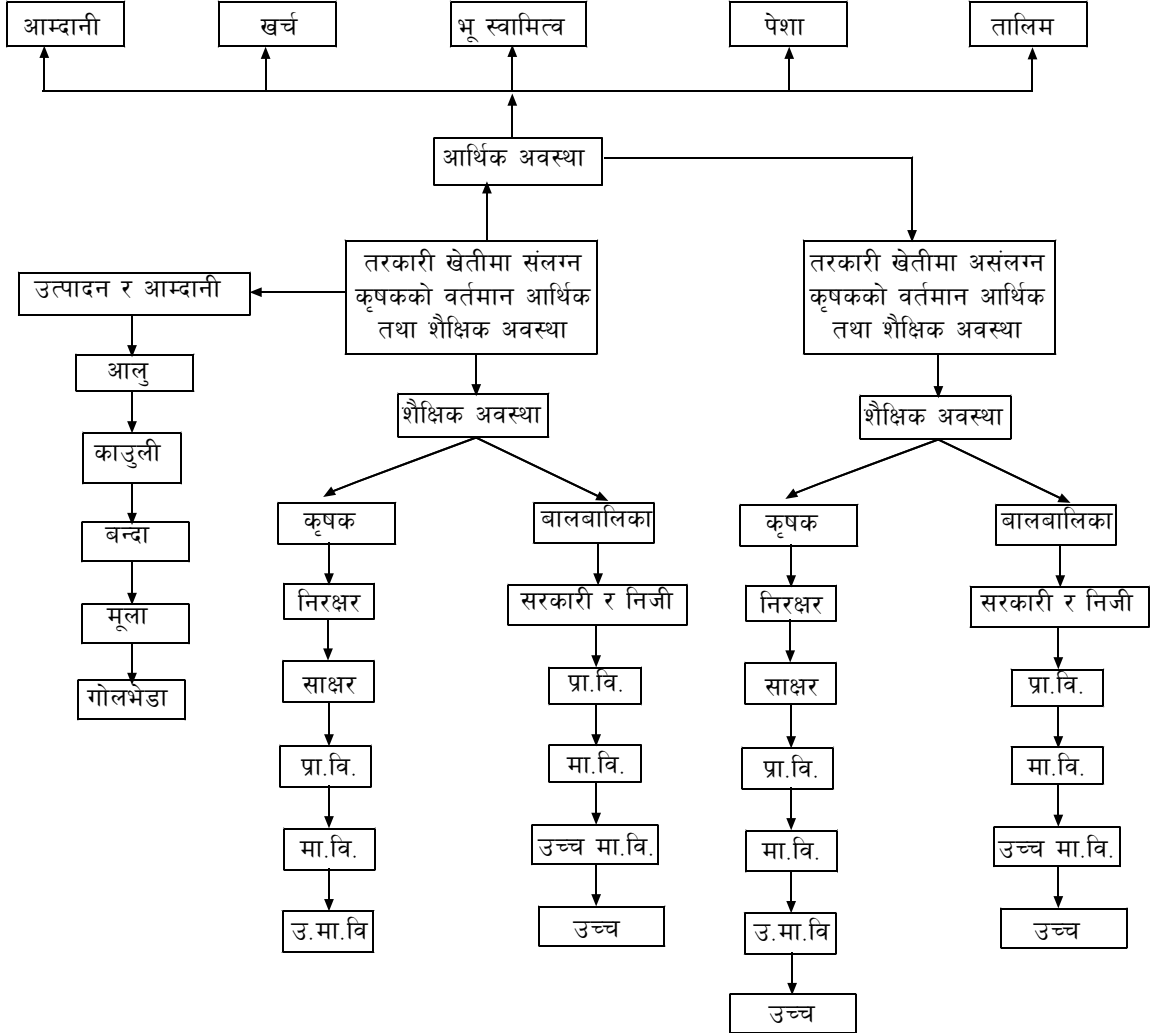 आम्दानी
खर्च
भू स्वामित्व
पेशा
तालिम
आर्थिक अवस्था
तरकारी खेतीमा संलग्न
कृषकको वर्तमान आर्थिक
तथा शैक्षिक अवस्था
तरकारी खेतीमा असंलग्न
कृषकको वर्तमान आर्थिक
तथा शैक्षिक अवस्था
उत्पादन र आम्दानी
आलु
काउली
बन्दा
मूला
गोलभेडा
शैक्षिक अवस्था
कृषक
निरक्षर
साक्षर
प्रा.वि.
मा.वि.
उ.मा.वि
बालबालिका
सरकारी र निजी
प्रा.वि.
मा.वि.
उच्च मा.वि.
उच्च
शैक्षिक अवस्था
कृषक
निरक्षर
साक्षर
प्रा.वि.
मा.वि.
उ.मा.वि
उच्च
बालबालिका
सरकारी र निजी
प्रा.वि.
मा.वि.
उच्च मा.वि.
उच्च